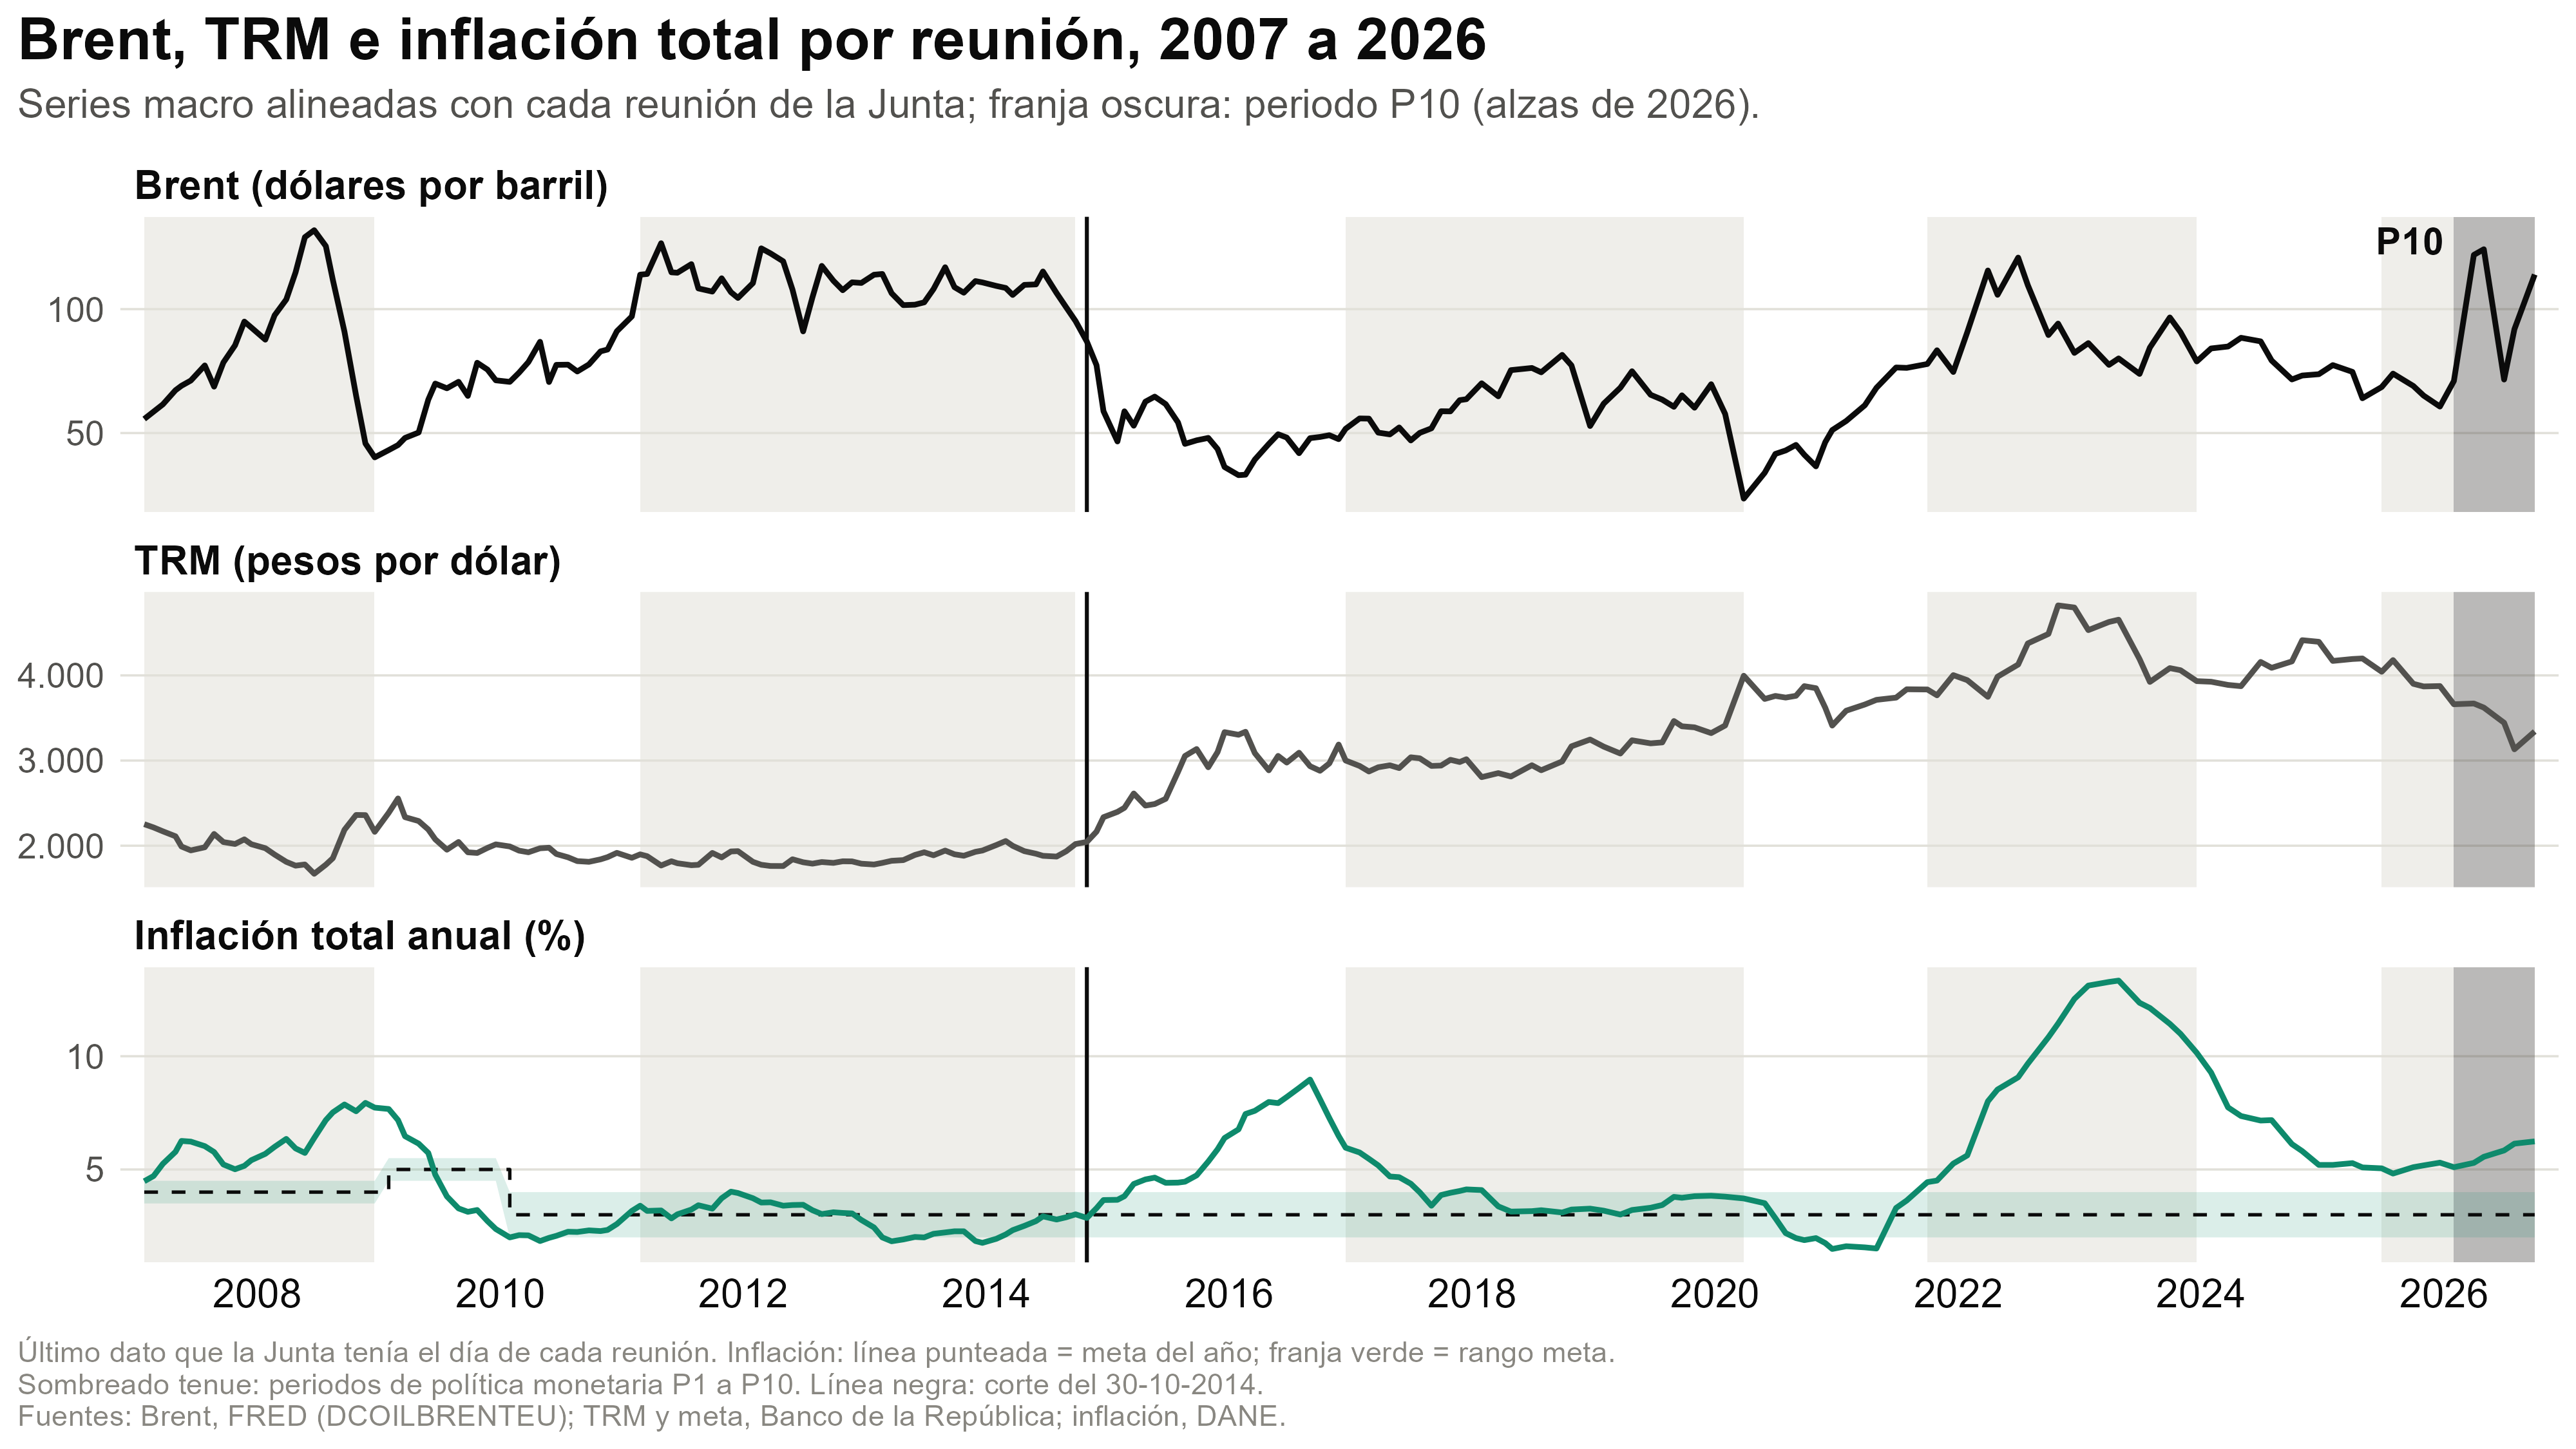 Brent, TRM e inflación total por reunión, 2007 a 2026
Series macro alineadas con cada reunión de la Junta; franja oscura: periodo P10 (alzas de 2026).
Brent (dólares por barril)
P10
100
50
TRM (pesos por dólar)
4.000
3.000
2.000
Inflación total anual (%)
10
5
2008 2010 2012 2014 2016 2018 2020 2022 2024 2026
Último dato que la Junta tenía el día de cada reunión. Inflación: línea punteada = meta del año; franja verde = rango meta.
Sombreado tenue: periodos de política monetaria P1 a P10. Línea negra: corte del 30-10-2014.
Fuentes: Brent, FRED (DCOILBRENTEU); TRM y meta, Banco de la República; inflación, DANE.